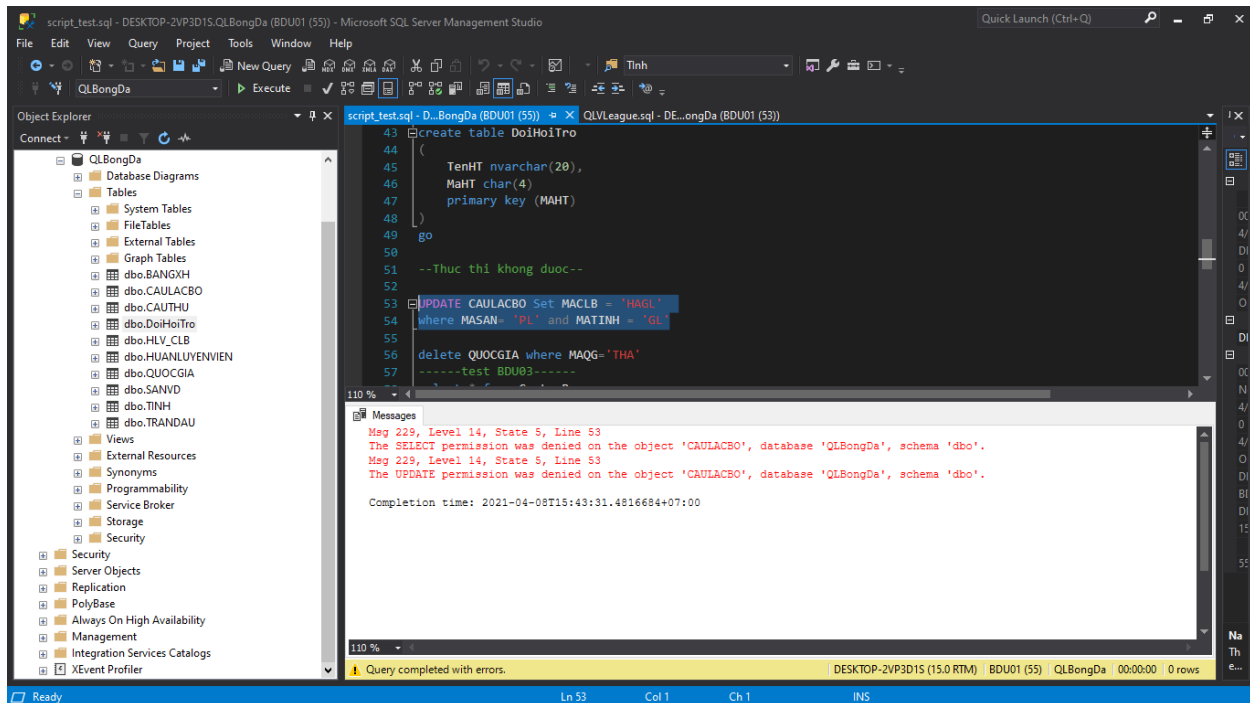 script_test.sql - DESKTOP-2VP3D1S.QLBongDa (BDU01 (55)) - Microsoft SQL Server Management Studio
Quick Launch (Ctrl+Q)
File Edit View Query Project Tools Window Help
New Query
MDX DMX XMLA DAX
TInh
QLBongDa
Execute
Object Explorer
Connect
QLBongDa
Database Diagrams
Tables
System Tables
FileTables
External Tables
Graph Tables
dbo.BANGXH
dbo.CAULACBO
dbo.CAUTHU
dbo.DoiHoiTro
dbo.HLV_CLB
dbo.HUANLUYENVIEN
dbo.QUOCGIA
dbo.SANVD
dbo.TINH
dbo.TRANDAU
Views
External Resources
Synonyms
Programmability
Service Broker
Storage
Security
Security
Server Objects
Replication
PolyBase
Always On High Availability
Management
Integration Services Catalogs
XEvent Profiler
script_test.sql - D...BongDa (BDU01 (55))
QLVLeague.sql - DE...ongDa (BDU01 (53))
43 create table DoiHoiTro
44 (
45 TenHT nvarchar(20),
46 MaHT char(4)
47 primary key (MAHT)
48 )
49 go
50
51 --Thuc thi khong duoc--
52
53 UPDATE CAULACBO Set MACLB = 'HAGL'
54 where MASAN= 'PL' and MATINH = 'GL'
55
56 delete QUOCGIA where MAQG='THA'
57 ------test BDU03------
110 %
Messages
Msg 229, Level 14, State 5, Line 53
The SELECT permission was denied on the object 'CAULACBO', database 'QLBongDa', schema 'dbo'.
Msg 229, Level 14, State 5, Line 53
The UPDATE permission was denied on the object 'CAULACBO', database 'QLBongDa', schema 'dbo'.
Completion time: 2021-04-08T15:43:31.4816684+07:00
110 %
Query completed with errors.
DESKTOP-2VP3D1S (15.0 RTM) BDU01 (55) QLBongDa 00:00:00 0 rows
Na
Th
e...
Ready
Ln 53 Col 1 Ch 1 INS